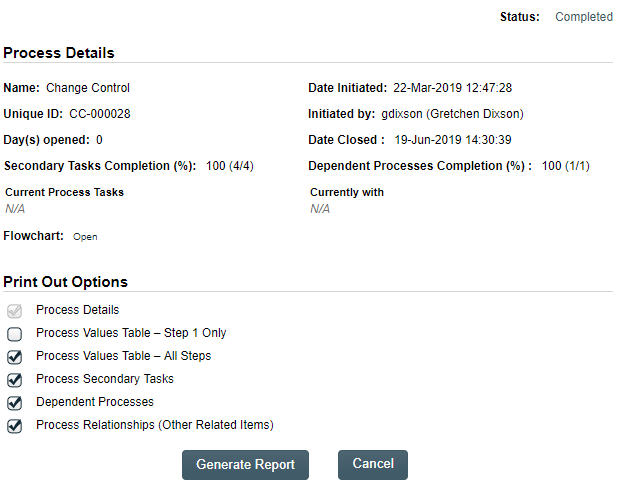 Status: Completed
Process Details
Name: Change Control Date Initiated: 22-Mar-2019 12:47:28
Unique ID: CC-000028 Initiated by: gdixson (Gretchen Dixson)
Day(s) opened: 0 Date Closed : 19-Jun-2019 14:30:39
Secondary Tasks Completion (%): 100 (4/4) Dependent Processes Completion (%) : 100 (1/1)
Current Process Tasks Currently with
N/A N/A
Flowchart: Open
Print Out Options
Process Details
Process Values Table – Step 1 Only
Process Values Table – All Steps
Process Secondary Tasks
Dependent Processes
Process Relationships (Other Related Items)
Generate Report Cancel